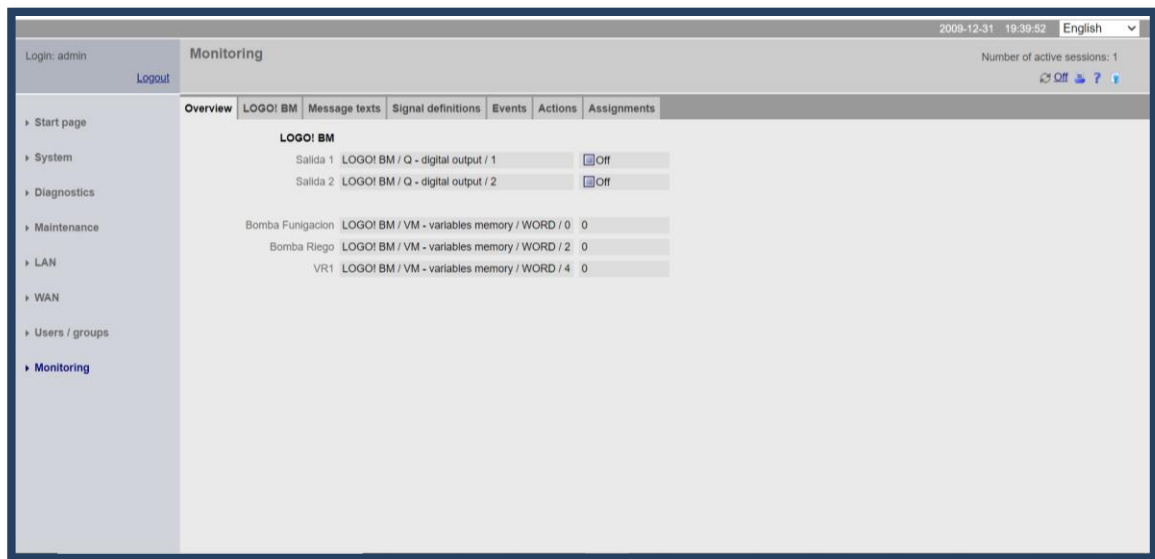 2009-12-31 19:39:52 English
Login: admin
Logout
Monitoring
Number of active sessions: 1
Off ?
Start page
System
Diagnostics
Maintenance
LAN
WAN
Users / groups
Monitoring
Overview LOGO! BM Message texts Signal definitions Events Actions Assignments
LOGO! BM
Salida 1 LOGO! BM / Q - digital output / 1 Off
Salida 2 LOGO! BM / Q - digital output / 2 Off
Bomba Funigacion LOGO! BM / VM - variables memory / WORD / 0 0
Bomba Riego LOGO! BM / VM - variables memory / WORD / 2 0
VR1 LOGO! BM / VM - variables memory / WORD / 4 0